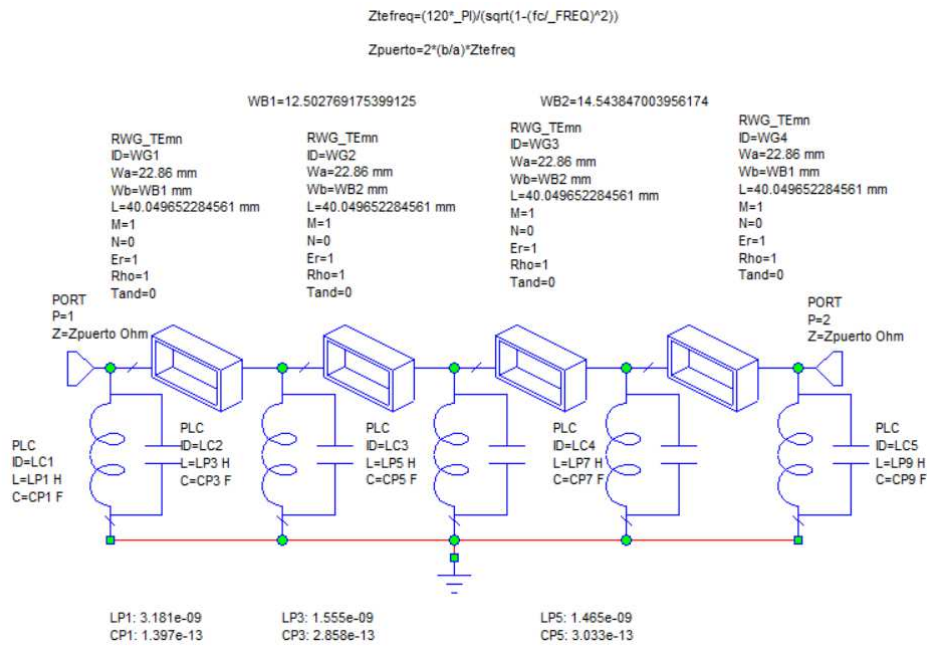 Ztefreq=(120*_PI)/(sqrt(1-(fc/_FREQ)^2))
Zpuerto=2*(b/a)*Ztefreq
WB1=12.502769175399125
WB2=14.543847003956174
RWG_TEmn
ID=WG1
Wa=22.86 mm
Wb=WB1 mm
L=40.049652284561 mm
M=1
N=0
Er=1
Rho=1
Tand=0
RWG_TEmn
ID=WG2
Wa=22.86 mm
Wb=WB2 mm
L=40.049652284561 mm
M=1
N=0
Er=1
Rho=1
Tand=0
RWG_TEmn
ID=WG3
Wa=22.86 mm
Wb=WB2 mm
L=40.049652284561 mm
M=1
N=0
Er=1
Rho=1
Tand=0
RWG_TEmn
ID=WG4
Wa=22.86 mm
Wb=WB1 mm
L=40.049652284561 mm
M=1
N=0
Er=1
Rho=1
Tand=0
PORT
P=1
Z=Zpuerto Ohm
PORT
P=2
Z=Zpuerto Ohm
PLC
ID=LC1
L=LP1 H
C=CP1 F
PLC
ID=LC2
L=LP3 H
C=CP3 F
PLC
ID=LC3
L=LP5 H
C=CP5 F
PLC
ID=LC4
L=LP7 H
C=CP7 F
PLC
ID=LC5
L=LP9 H
C=CP9 F
LP1: 3.181e-09
CP1: 1.397e-13
LP3: 1.555e-09
CP3: 2.858e-13
LP5: 1.465e-09
CP5: 3.033e-13